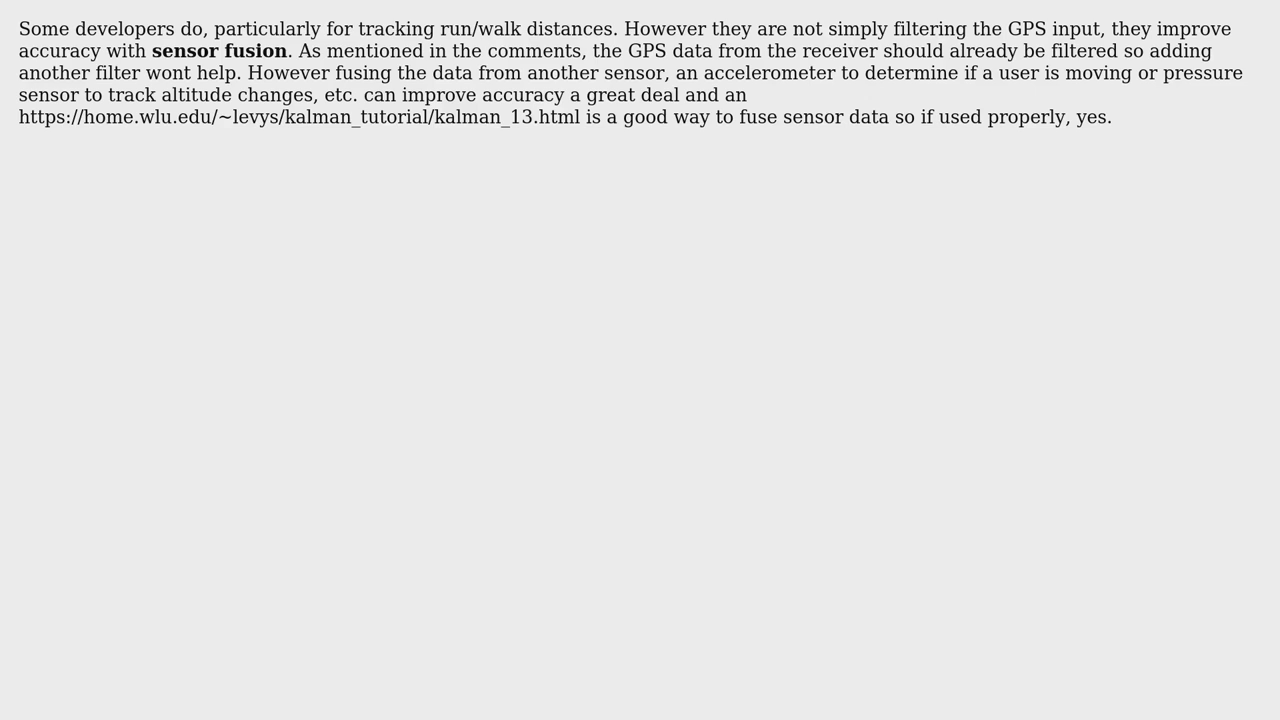 Some developers do, particularly for tracking run/walk distances. However they are not simply filtering the GPS input, they improve
accuracy with sensor fusion. As mentioned in the comments, the GPS data from the receiver should already be filtered so adding
another filter wont help. However fusing the data from another sensor, an accelerometer to determine if a user is moving or pressure
sensor to track altitude changes, etc. can improve accuracy a great deal and an
https://home.wlu.edu/~levys/kalman_tutorial/kalman_13.html is a good way to fuse sensor data so if used properly, yes.